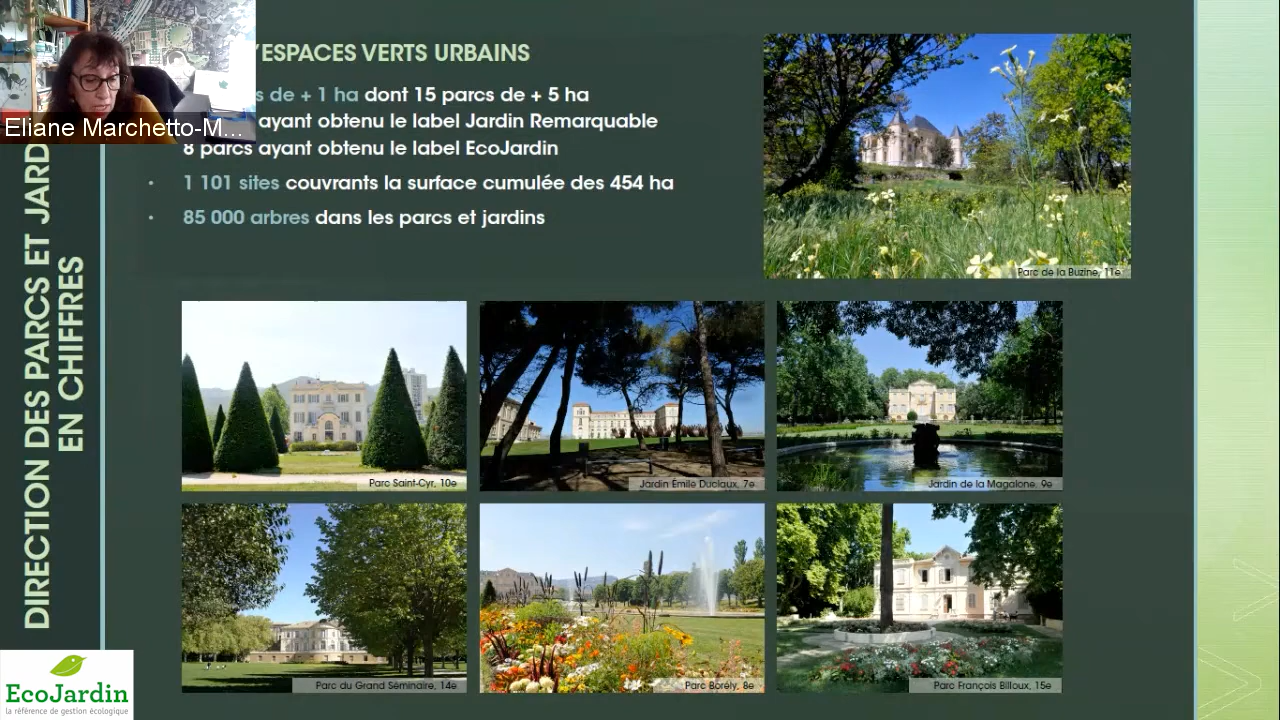 'ESPACES VERTS URBAINS
s de + 1 ha dont 15 parcs de + 5 ha
ayant obtenu le label Jardin Remarquable
8 parcs ayant obtenu le label EcoJardin
• 1 101 sites couvrants la surface cumulée des 454 ha
• 85 000 arbres dans les parcs et jardins
Eliane Marchetto-M...
DIRECTION DES PARCS ET JARD
EN CHIFFRES
Parc de la Buzine, 11e
Parc Saint-Cyr, 10e
Jardin Émile Duclaux, 7e
Jardin de la Magalone, 9e
Parc du Grand Séminaire, 14e
Parc Borély, 8e
Parc François Billoux, 15e
EcoJardin
la référence de gestion écologique